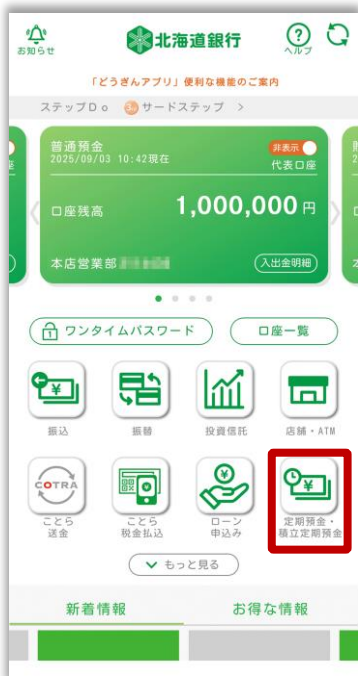 お知らせ
北海道銀行
?
ヘルプ
「どうぎんアプリ」便利な機能のご案内
ステップDo 3rd サードステップ >
普通預金
2025/09/03 10:42現在
非表示
代表口座
口座残高
1,000,000 円
本店営業部
入出金明細
ワンタイムパスワード
口座一覧
振込
振替
投資信託
店舗・ATM
COTRA
ことら
送金
ことら
税金払込
ローン
申込み
定期預金・
積立定期預金
もっと見る
新着情報
お得な情報